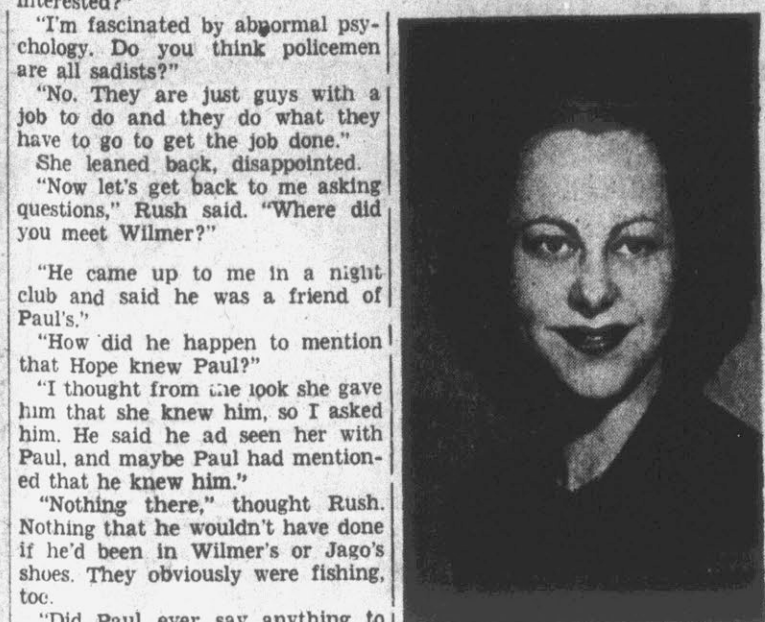 interested?"
"I'm fascinated by abnormal psy-
chology. Do you think policemen
are all sadists?"
"No. They are just guys with a
job to do and they do what they
have to go to get the job done."
She leaned back, disappointed.
"Now let's get back to me asking
questions," Rush said. "Where did
you meet Wilmer?"
"He came up to me in a night
club and said he was a friend of
Paul's."
"How did he happen to mention
that Hope knew Paul?"
"I thought from the look she gave
him that she knew him, so I asked
him. He said he ad seen her with
Paul, and maybe Paul had mention-
ed that he knew him."
"Nothing there," thought Rush.
Nothing that he wouldn't have done
if he'd been in Wilmer's or Jago's
shoes. They obviously were fishing,
too.
"Did Paul ever say anything to